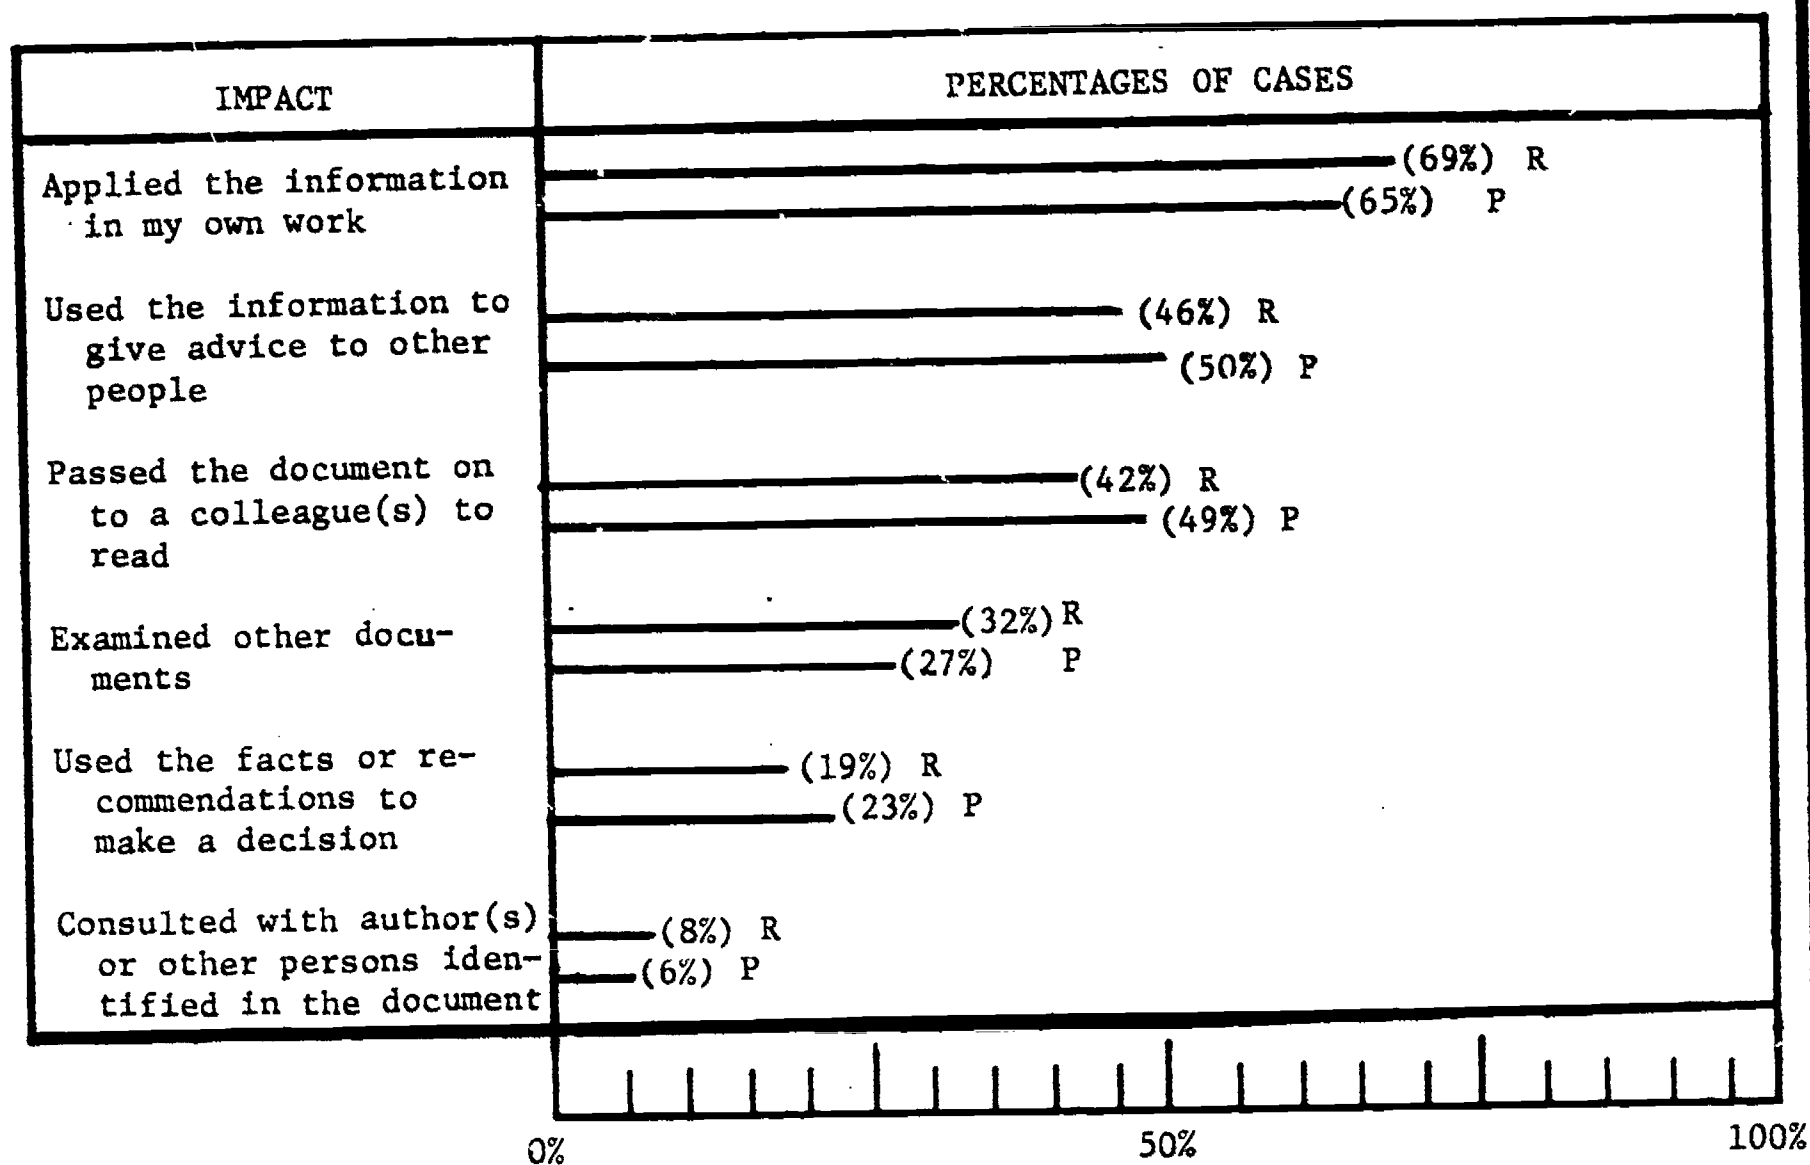 IMPACT
PERCENTAGES OF CASES
Applied the information
in my own work
(69%) R
(65%) P
Used the information to
give advice to other
people
(46%) R
(50%) P
Passed the document on
to a colleague(s) to
read
(42%) R
(49%) P
Examined other docu-
ments
(32%) R
(27%) P
Used the facts or re-
commendations to
make a decision
(19%) R
(23%) P
Consulted with author(s)
or other persons iden-
tified in the document
(8%) R
(6%) P
0%
50%
100%